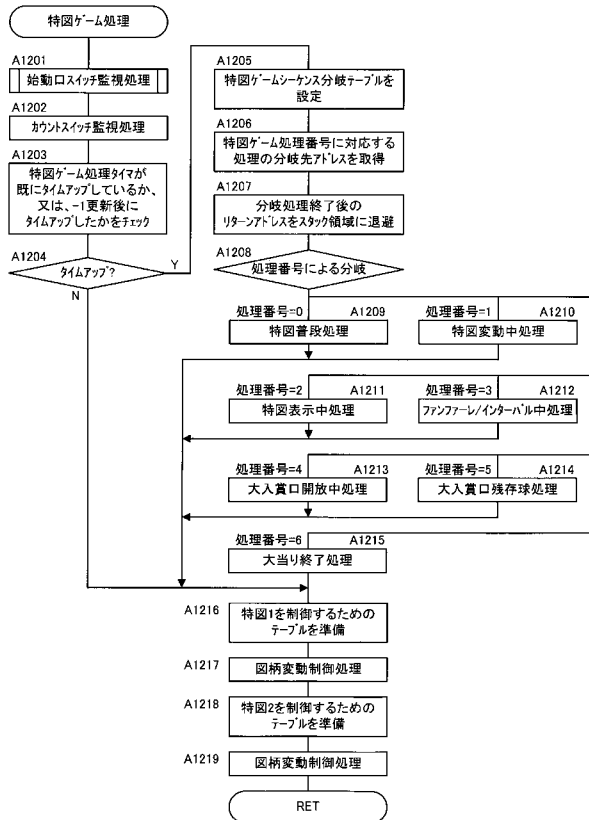 特図ゲーム処理
A1201
始動口スイッチ監視処理
A1202
カウントスイッチ監視処理
A1203
特図ゲーム処理タイマが
既にタイムアップしているか、
又は、-1更新後に
タイムアップしたかをチェック
A1204
タイムアップ?
Y
N
A1205
特図ゲームシーケンス分岐テーブルを
設定
A1206
特図ゲーム処理番号に対応する
処理の分岐先アドレスを取得
A1207
分岐処理終了後の
リターンアドレスをスタック領域に退避
A1208
処理番号による分岐
処理番号=0
A1209
特図普段処理
処理番号=1
A1210
特図変動中処理
処理番号=2
A1211
特図表示中処理
処理番号=3
A1212
ファンファーレ/インターバル中処理
処理番号=4
A1213
大入賞口開放中処理
処理番号=5
A1214
大入賞口残存球処理
処理番号=6
A1215
大当り終了処理
A1216
特図1を制御するための
テーブルを準備
A1217
図柄変動制御処理
A1218
特図2を制御するための
テーブルを準備
A1219
図柄変動制御処理
RET